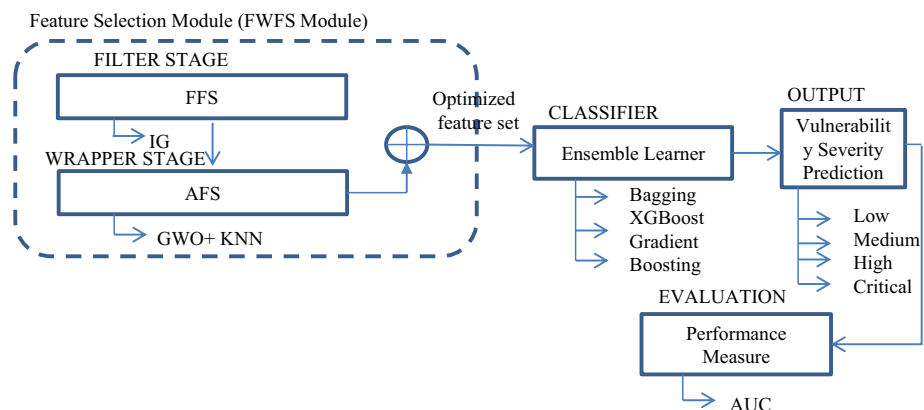 Feature Selection Module (FWFS Module)
FILTER STAGE
FFS
IG
WRAPPER STAGE
AFS
GWO+ KNN
Optimized
feature set
CLASSIFIER
Ensemble Learner
Bagging
XGBoost
Gradient
Boosting
OUTPUT
Vulnerabilit
y Severity
Prediction
Low
Medium
High
Critical
EVALUATION
Performance
Measure
AUC